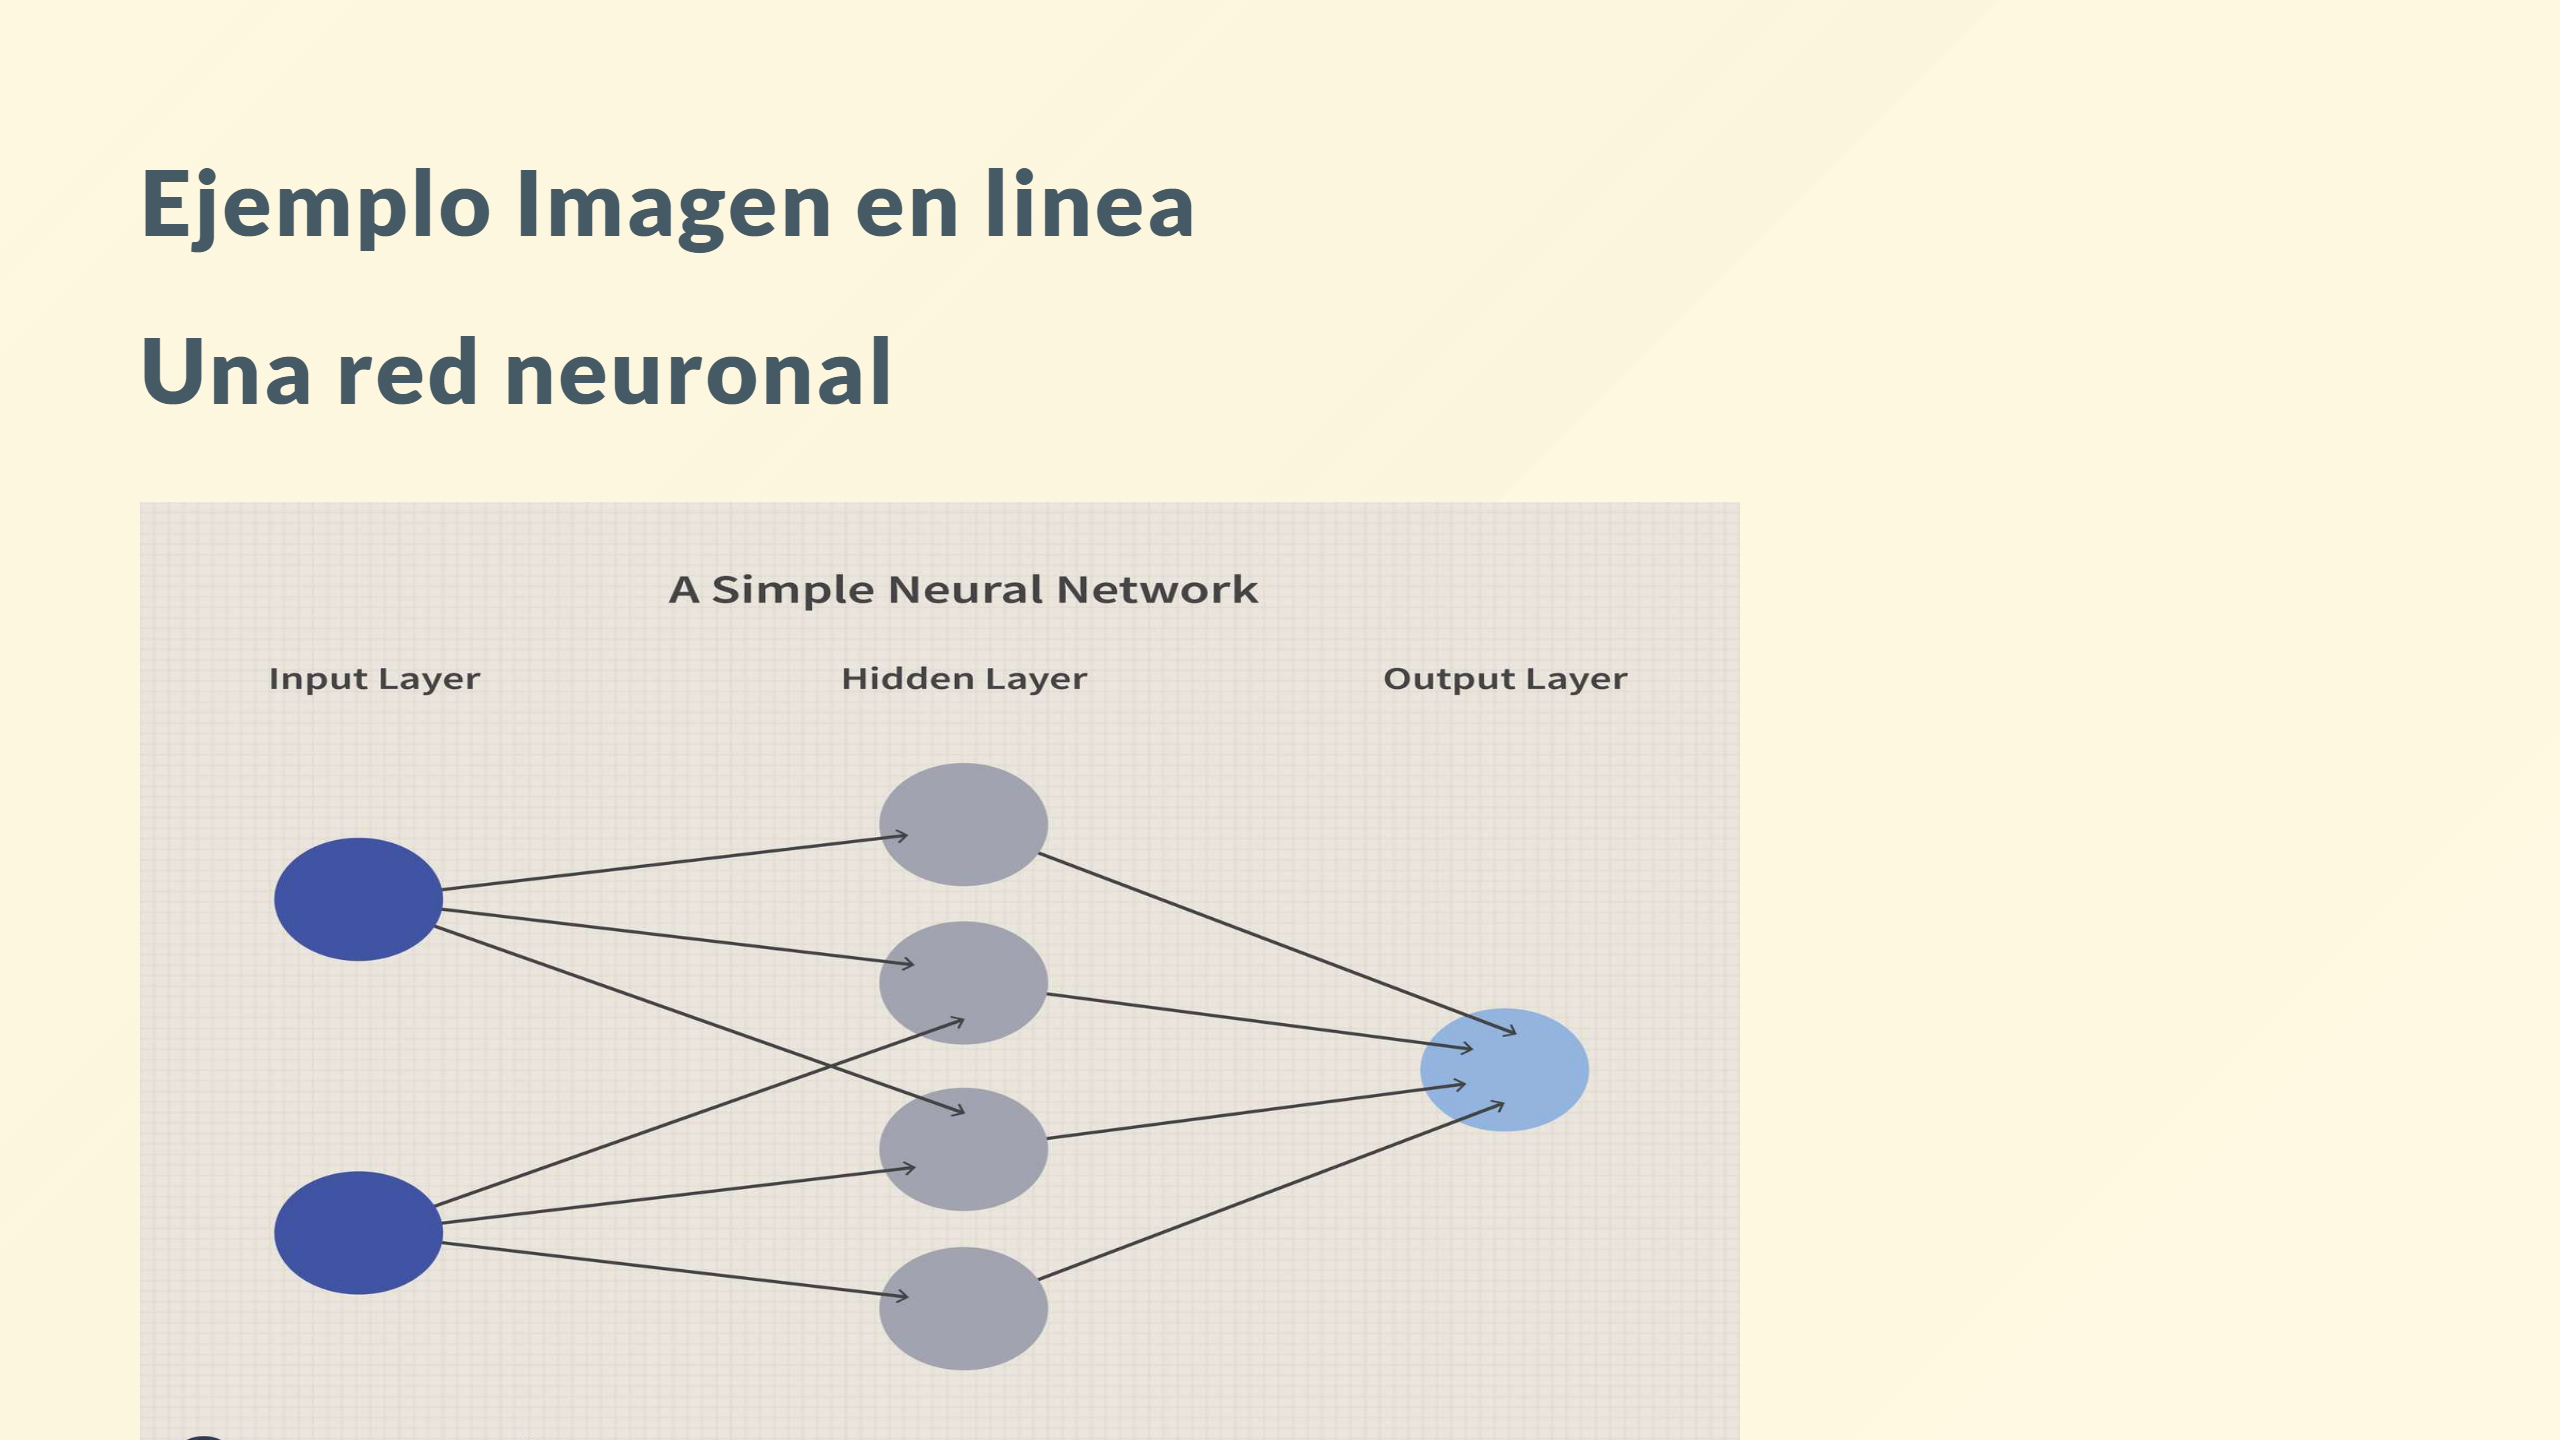 Ejemplo Imagen en linea
Una red neuronal
A Simple Neural Network
Input Layer
Hidden Layer
Output Layer